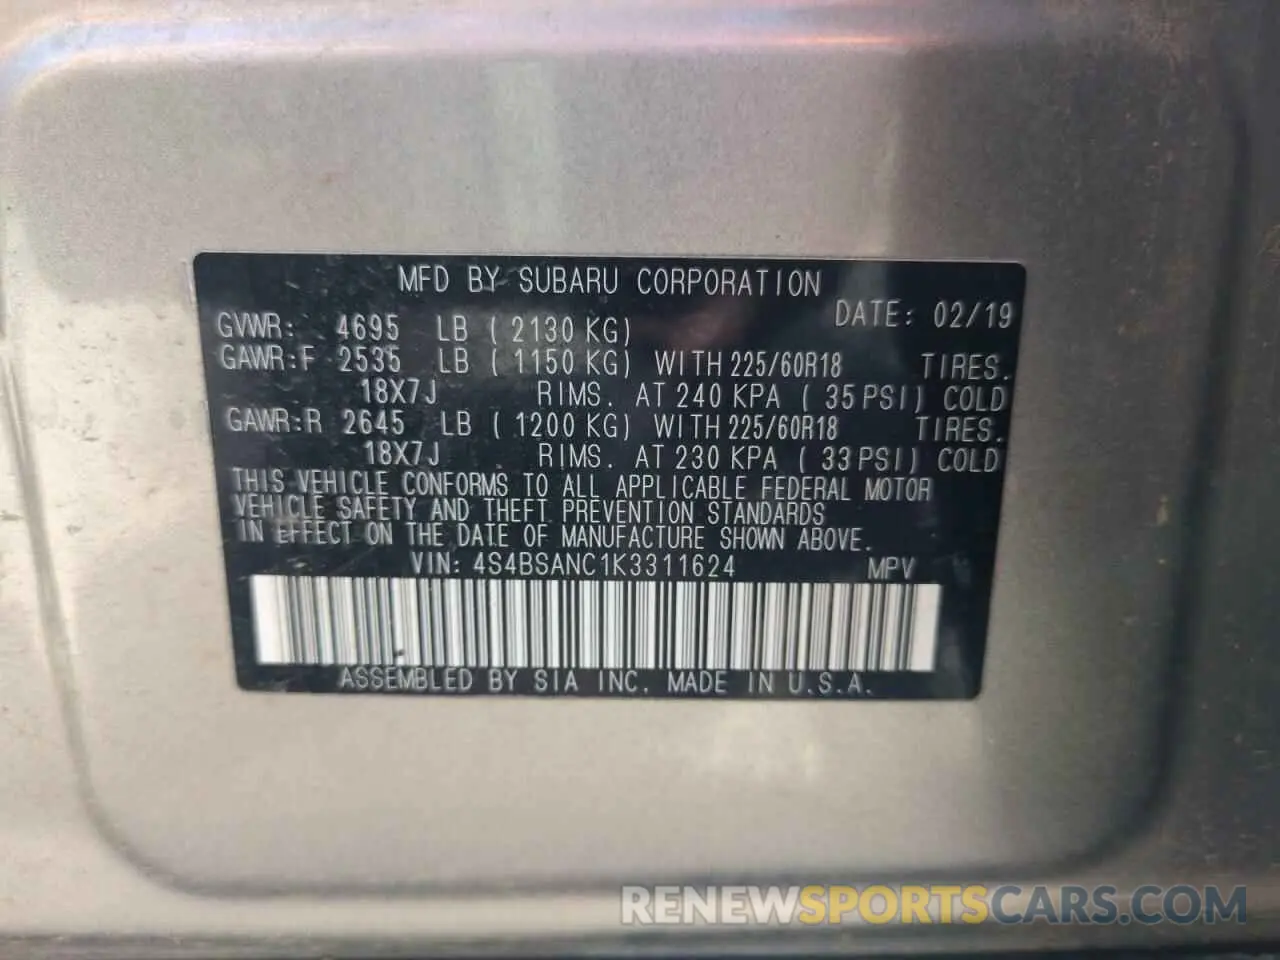 MFD BY SUBARU CORPORATION
DATE: 02/19
GVWR: 4695 LB ( 2130 KG)
GAWR:F 2535 LB ( 1150 KG) WITH 225/60R18 TIRES.
18X7J RIMS. AT 240 KPA ( 35 PSI) COLD
GAWR:R 2645 LB ( 1200 KG) WITH 225/60R18 TIRES.
18X7J RIMS. AT 230 KPA ( 33 PSI) COLD
THIS VEHICLE CONFORMS TO ALL APPLICABLE FEDERAL MOTOR
VEHICLE SAFETY AND THEFT PREVENTION STANDARDS
IN EFFECT ON THE DATE OF MANUFACTURE SHOWN ABOVE.
VIN: 4S4BSANC1K3311624 MPV
ASSEMBLED BY SIA INC. MADE IN U.S.A.
RENEWSPORTSCARS.COM